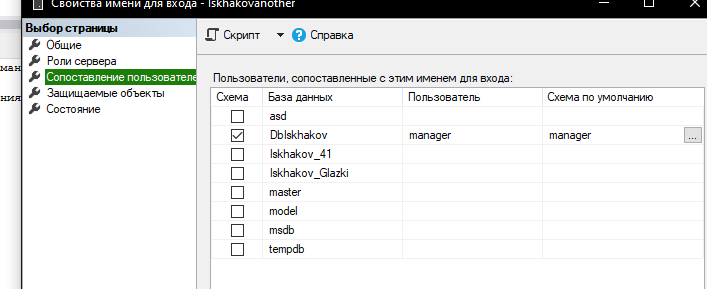 Свойства имени для входа - Iskhakovanother
Выбор страницы
Общие
Роли сервера
Сопоставление пользователе
Защищаемые объекты
Состояние
Скрипт
Справка
Пользователи, сопоставленные с этим именем для входа:
Схема База данных Пользователь Схема по умолчанию
asd
DbIskhakov manager manager ...
Iskhakov_41
Iskhakov_Glazki
master
model
msdb
tempdb